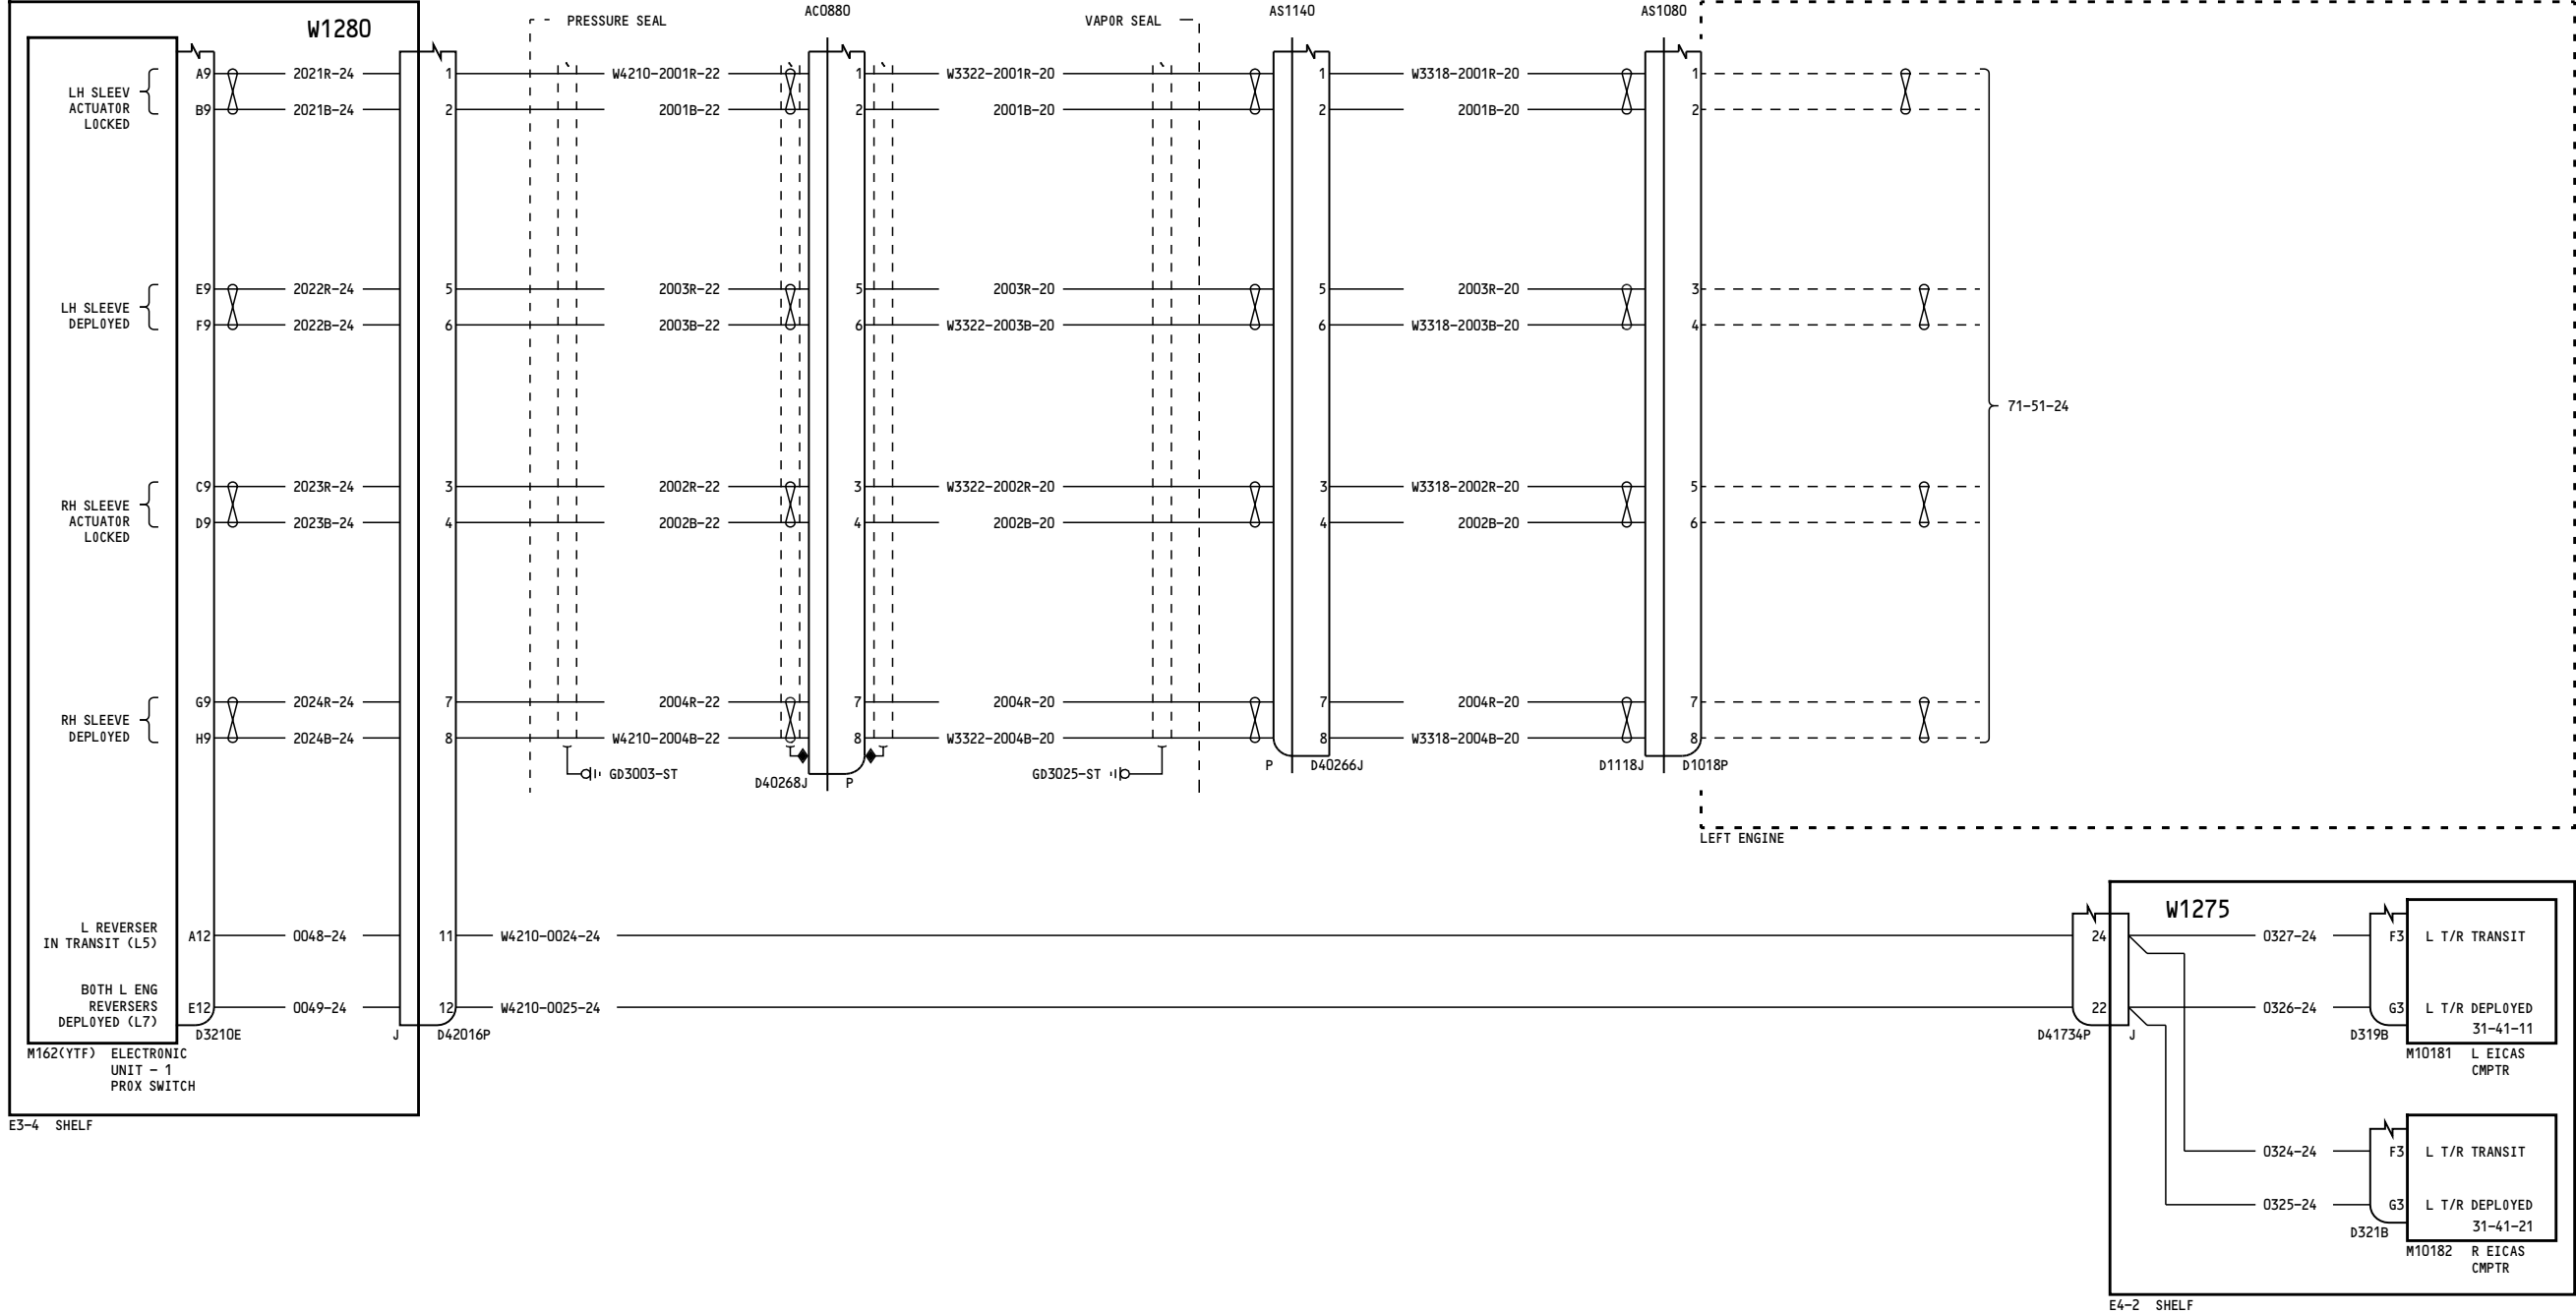 W1280
PRESSURE SEAL
AC0880
VAPOR SEAL
AS1140
AS1080
LH SLEEV
ACTUATOR
LOCKED
A9 2021R-24 1 W4210-2001R-22 1 W3322-2001R-20 1 W3318-2001R-20 1
B9 2021B-24 2 2001B-22 2 2001B-20 2 2001B-20 2
LH SLEEVE
DEPLOYED
E9 2022R-24 5 2003R-22 5 2003R-20 5 2003R-20 3
F9 2022B-24 6 2003B-22 6 W3322-2003B-20 6 W3318-2003B-20 4
71-51-24
RH SLEEVE
ACTUATOR
LOCKED
C9 2023R-24 3 2002R-22 3 W3322-2002R-20 3 W3318-2002R-20 5
D9 2023B-24 4 2002B-22 4 2002B-20 4 2002B-20 6
RH SLEEVE
DEPLOYED
G9 2024R-24 7 2004R-22 7 2004R-20 7 2004R-20 7
H9 2024B-24 8 W4210-2004B-22 8 W3322-2004B-20 8 W3318-2004B-20 8
GD3003-ST
D40268J P
GD3025-ST
P D40266J
D1118J D1018P
LEFT ENGINE
L REVERSER
IN TRANSIT (L5)
A12 0048-24 11 W4210-0024-24 24 0327-24 F3 L T/R TRANSIT
W1275
BOTH L ENG
REVERSERS
DEPLOYED (L7)
E12 0049-24 12 W4210-0025-24 22 0326-24 G3 L T/R DEPLOYED
31-41-11
D3210E
J D42016P
D41734P J
D319B
M162(YTF) ELECTRONIC
UNIT - 1
PROX SWITCH
M10181 L EICAS
CMPTR
E3-4 SHELF
0324-24 F3 L T/R TRANSIT
0325-24 G3 L T/R DEPLOYED
31-41-21
D321B
M10182 R EICAS
CMPTR
E4-2 SHELF